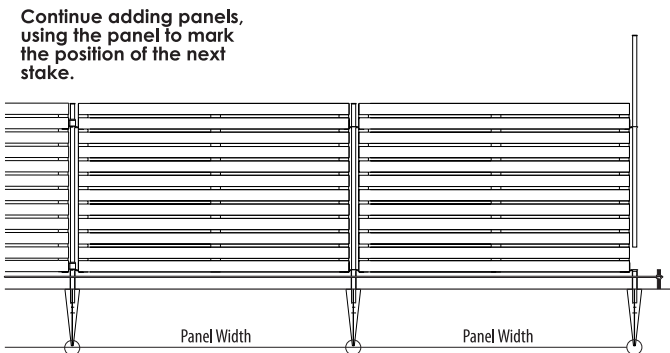 Continue adding panels,
using the panel to mark
the position of the next
stake.
Panel Width
Panel Width